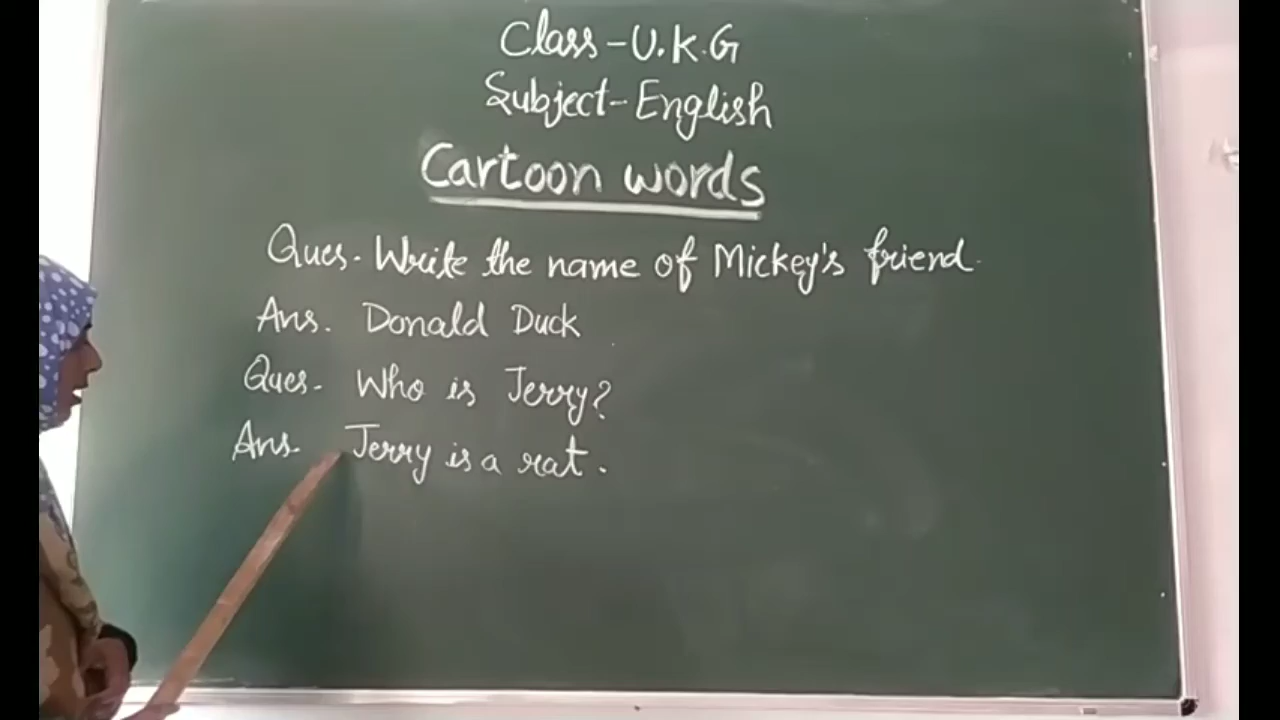 Class-U.K.G
Subject-English
Cartoon words
Ques. Write the name of Mickey's friend.
Ans. Donald Duck
Ques. Who is Jerry?
Ans. Jerry is a rat.